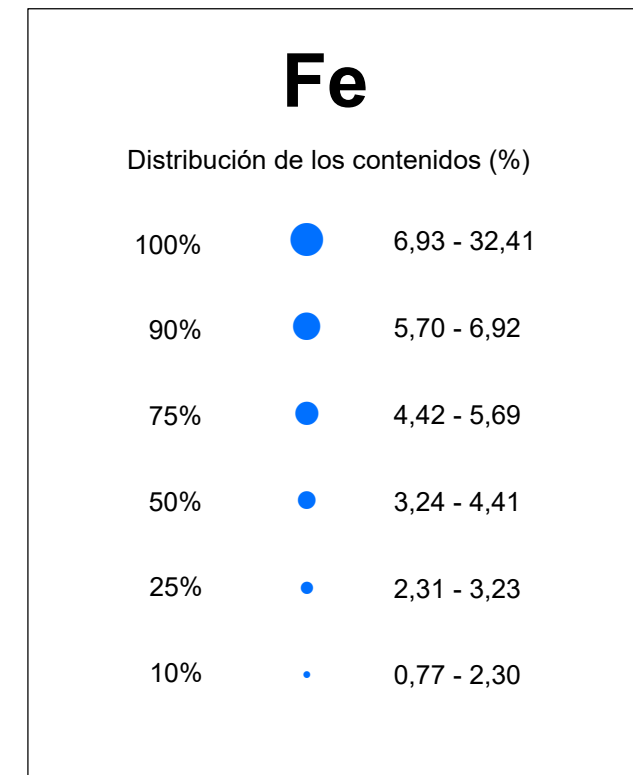 Fe
Distribución de los contenidos (%)
100% 6,93 - 32,41
90% 5,70 - 6,92
75% 4,42 - 5,69
50% 3,24 - 4,41
25% 2,31 - 3,23
10% 0,77 - 2,30